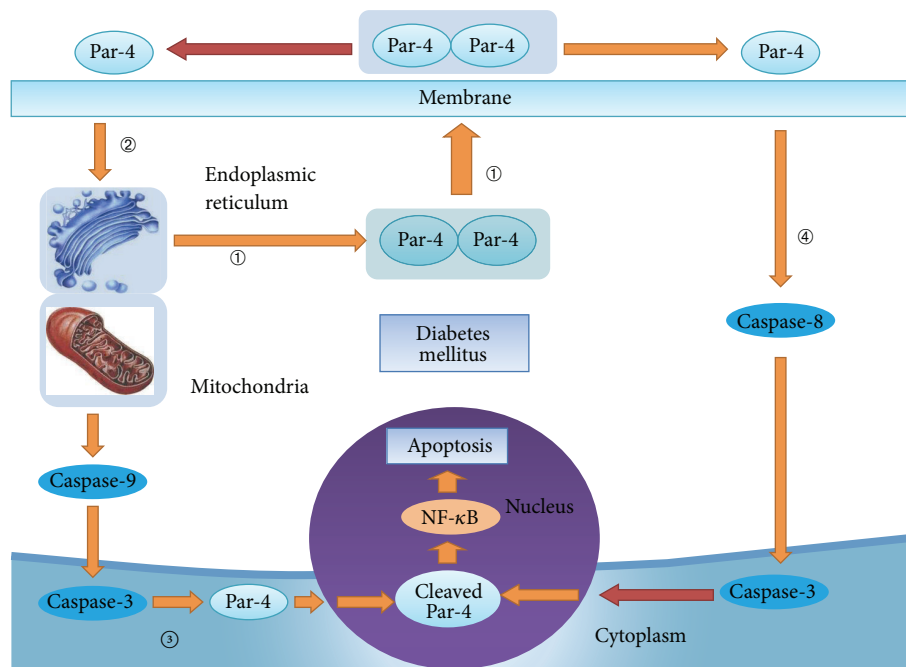 Par-4
Par-4
Par-4
Par-4
Membrane
②
Endoplasmic
reticulum
①
①
Par-4
Par-4
④
Caspase-8
Diabetes
mellitus
Mitochondria
Apoptosis
Caspase-9
NF-κB
Nucleus
Caspase-3
Par-4
Cleaved
Par-4
Caspase-3
③
Cytoplasm